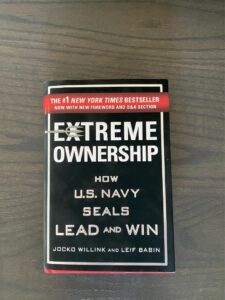 THE #1 NEW YORK TIMES BESTSELLER
NOW WITH NEW FOREWORD AND Q&A SECTION
EXTREME
OWNERSHIP
HOW
U.S. NAVY
SEALS
LEAD AND WIN
JOCKO WILLINK AND LEIF BABIN